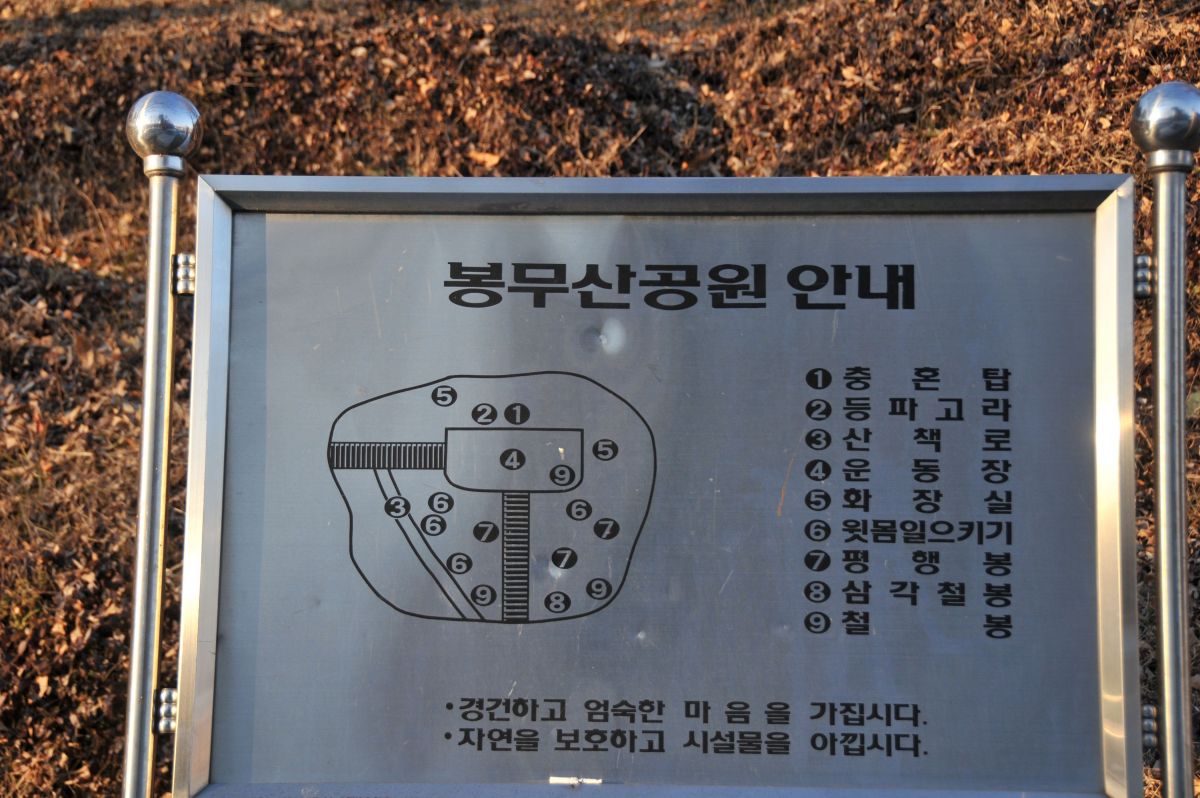 봉무산공원 안내
⑤
② ①
⑤
④
⑨
③ ⑥
⑥
⑥
⑦
⑦
⑥
⑦
⑨
⑧
⑨
① 충 혼 탑
② 등 파 고 라
③ 산 책 로
④ 운 동 장
⑤ 화 장 실
⑥ 윗몸일으키기
⑦ 평 행 봉
⑧ 삼 각 철 봉
⑨ 철 봉
•경건하고 엄숙한 마 음 을 가집시다.
•자연을 보호하고 시설물을 아낍시다.